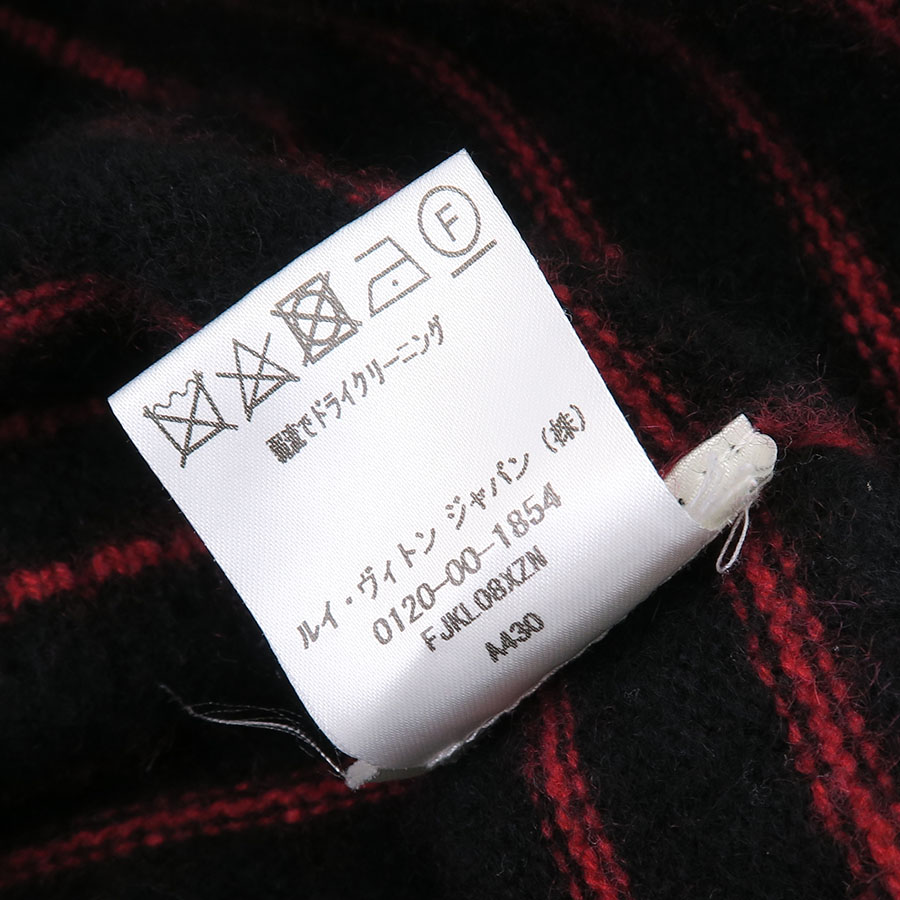 F
弱温でドライクリーニング
ルイ・ヴィトン ジャパン（株）
0120-00-1854
FJKL08XZN
A430